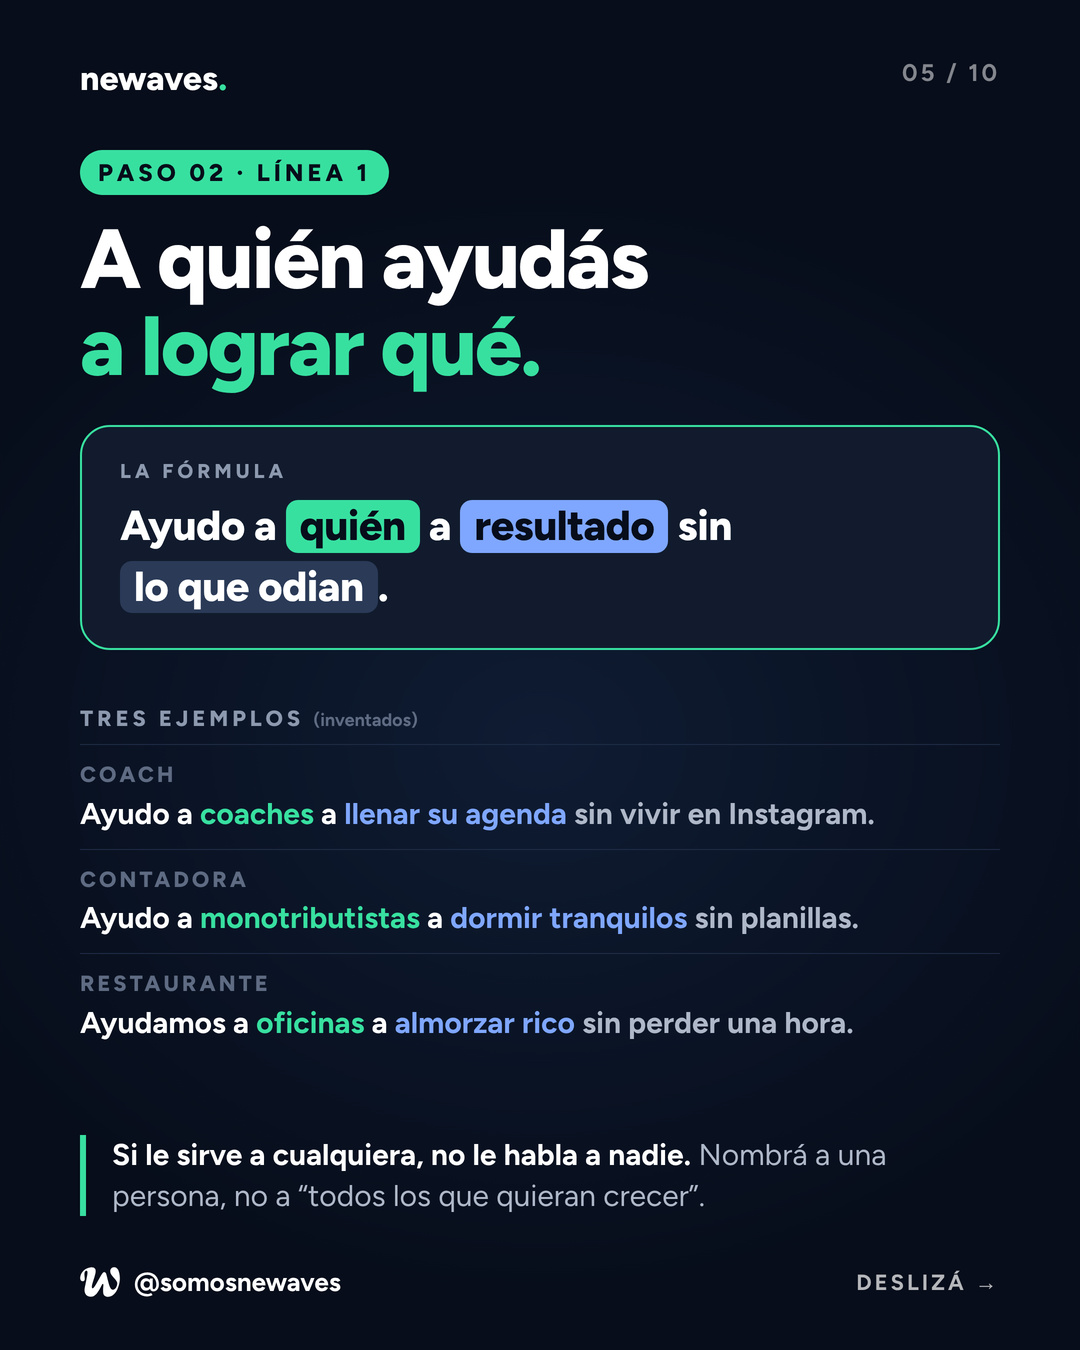 newaves.
05 / 10
PASO 02 · LÍNEA 1
A quién ayudás
a lograr qué.
LA FÓRMULA
Ayudo a quién a resultado sin
lo que odian.
TRES EJEMPLOS (inventados)
COACH
Ayudo a coaches a llenar su agenda sin vivir en Instagram.
CONTADORA
Ayudo a monotributistas a dormir tranquilos sin planillas.
RESTAURANTE
Ayudamos a oficinas a almorzar rico sin perder una hora.
Si le sirve a cualquiera, no le habla a nadie. Nombrá a una
persona, no a “todos los que quieran crecer”.
W @somosnewaves
DESLIZÁ →